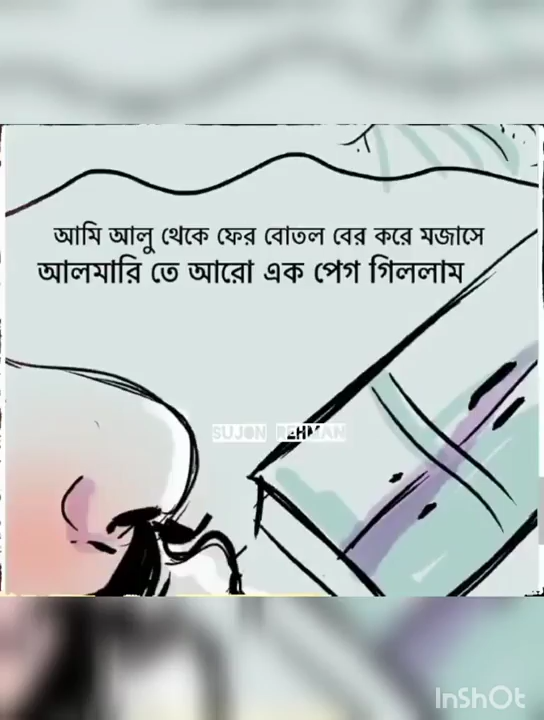 আমি আলু থেকে ফের বোতল বের করে মজাসে
আলমারি তে আরো এক পেগ গিললাম
SUJON REHMAN
InShOt